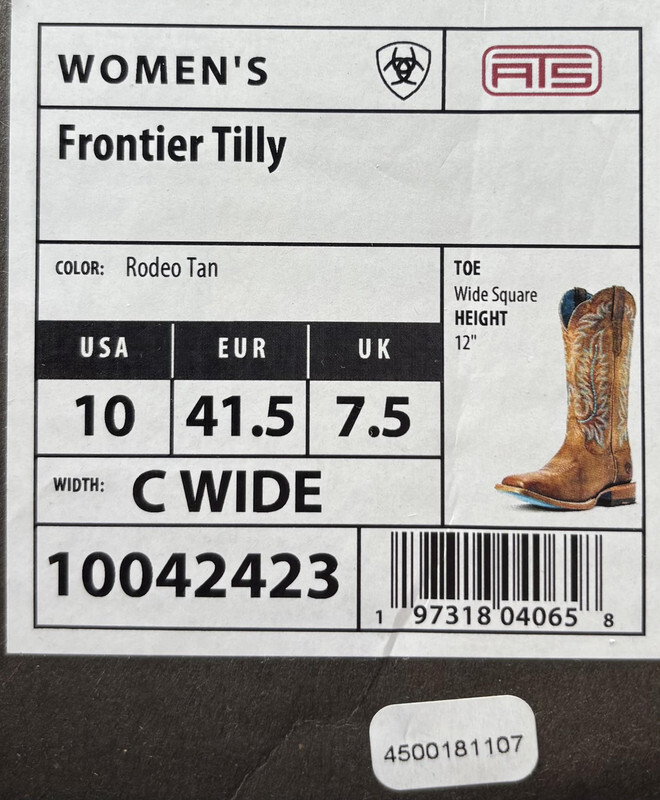 WOMEN'S
ATS
Frontier Tilly
COLOR: Rodeo Tan
TOE
Wide Square
HEIGHT
12"
USA EUR UK
10 41.5 7.5
WIDTH: C WIDE
10042423
1 97318 04065 8
4500181107